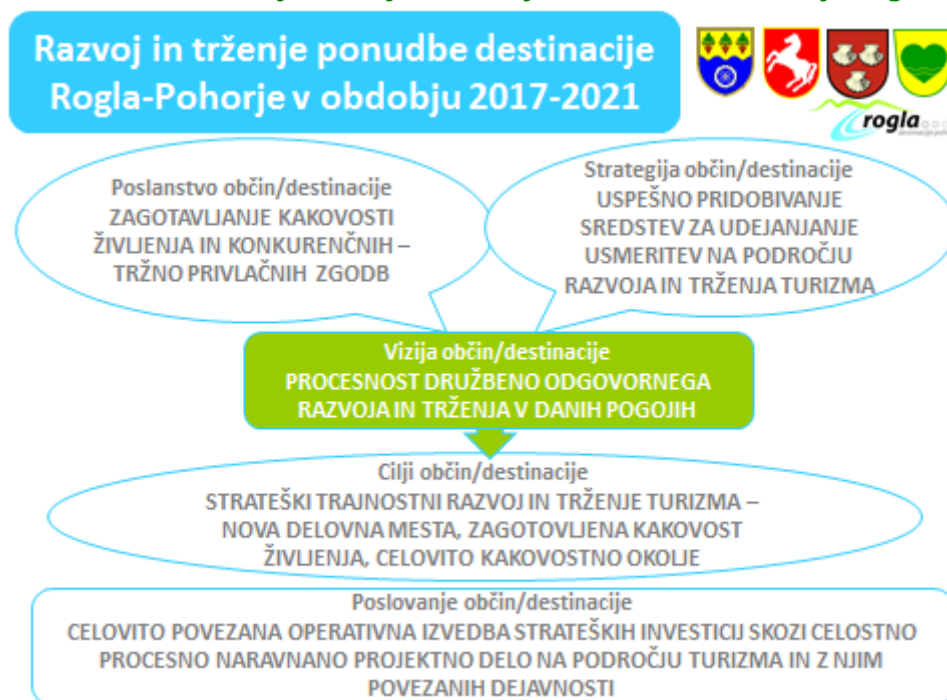 Razvoj in trženje ponudbe destinacije
Rogla-Pohorje v obdobju 2017-2021
rogla
Poslanstvo občin/destinacije
ZAGOTAVLJANJE KAKOVOSTI
ŽIVLJENJA IN KONKURENČNIH –
TRŽNO PRIVLAČNIH ZGODB
Strategija občin/destinacije
USPEŠNO PRIDOBIVANJE
SREDSTEV ZA UDEJANJANJE
USMERITEV NA PODROČJU
RAZVOJA IN TRŽENJA TURIZMA
Vizija občin/destinacije
PROCESNOST DRUŽBENO ODGOVORNEGA
RAZVOJA IN TRŽENJA V DANIH POGOJIH
Cilji občin/destinacije
STRATEŠKI TRAJNOSTNI RAZVOJ IN TRŽENJE TURIZMA –
NOVA DELOVNA MESTA, ZAGOTOVLJENA KAKOVOST
ŽIVLJENJA, CELOVITO KAKOVOSTNO OKOLJE
Poslovanje občin/destinacije
CELOVITO POVEZANA OPERATIVNA IZVEDBA STRATEŠKIH INVESTICIJ SKOZI CELOSTNO
PROCESNO NARAVNANO PROJEKTNO DELO NA PODROČJU TURIZMA IN Z NJIM
POVEZANIH DEJAVNOSTI